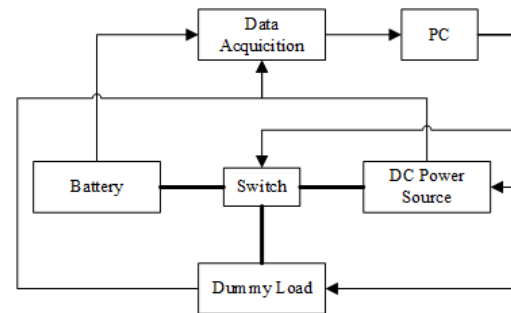 Data
Acquicition
PC
Battery
Switch
DC Power
Source
Dummy Load